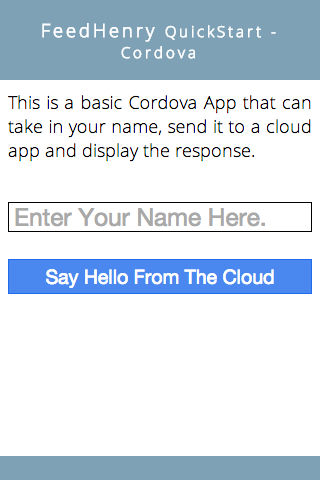 FeedHenry QuickStart -
Cordova
This is a basic Cordova App that can
take in your name, send it to a cloud
app and display the response.
Enter Your Name Here.
Say Hello From The Cloud